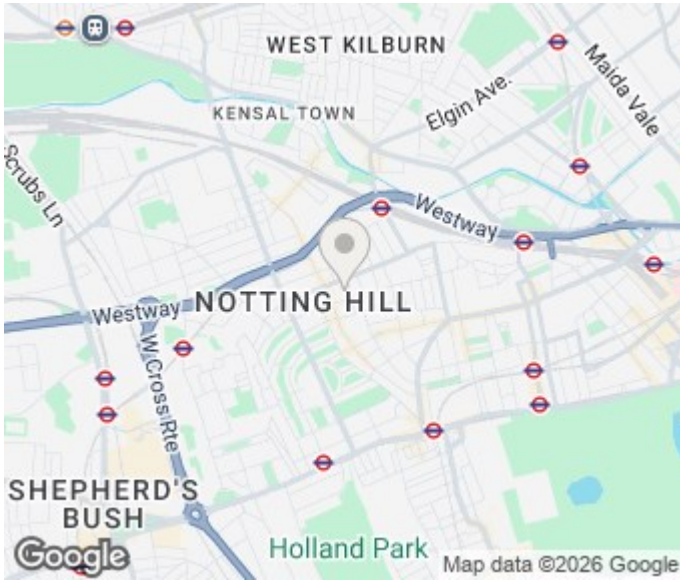 WEST KILBURN
Maida Vale
Elgin Ave.
KENSAL TOWN
Scrubs Ln
Westway
Westway
NOTTING HILL
W Cross Rte
SHEPHERD'S
BUSH
Holland Park
Google
Map data ©2026 Google